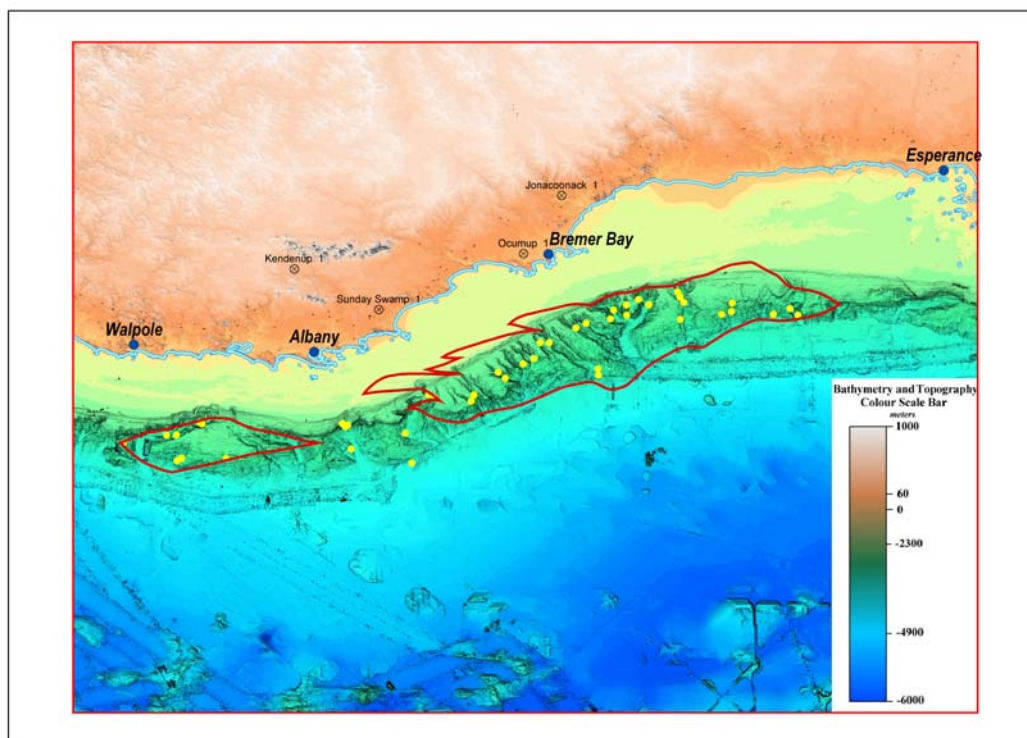 Esperance
Jonacoonack 1
Ocumup 1
Bremer Bay
Kendenup 1
Sunday Swamp 1
Walpole
Albany
Bathymetry and Topography
Colour Scale Bar
meters
1000
60
0
-2300
-4900
-6000